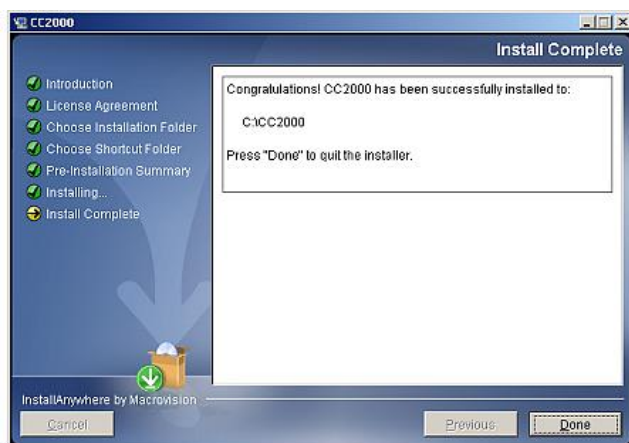 CC2000
Install Complete
Introduction
License Agreement
Choose Installation Folder
Choose Shortcut Folder
Pre-Installation Summary
Installing...
Install Complete
Congratulations! CC2000 has been successfully installed to:
C:\CC2000
Press "Done" to quit the installer.
InstallAnywhere by Macrovision
Cancel
Previous
Done